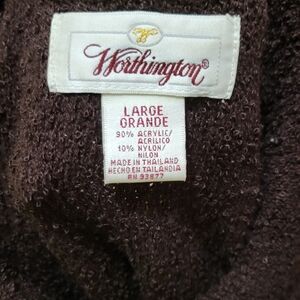 Worthington®
LARGE
GRANDE
90% ACRYLIC/
ACRILICO
10% NYLON/
NILON
MADE IN THAILAND
HECHO EN TAILANDIA
RN 93677